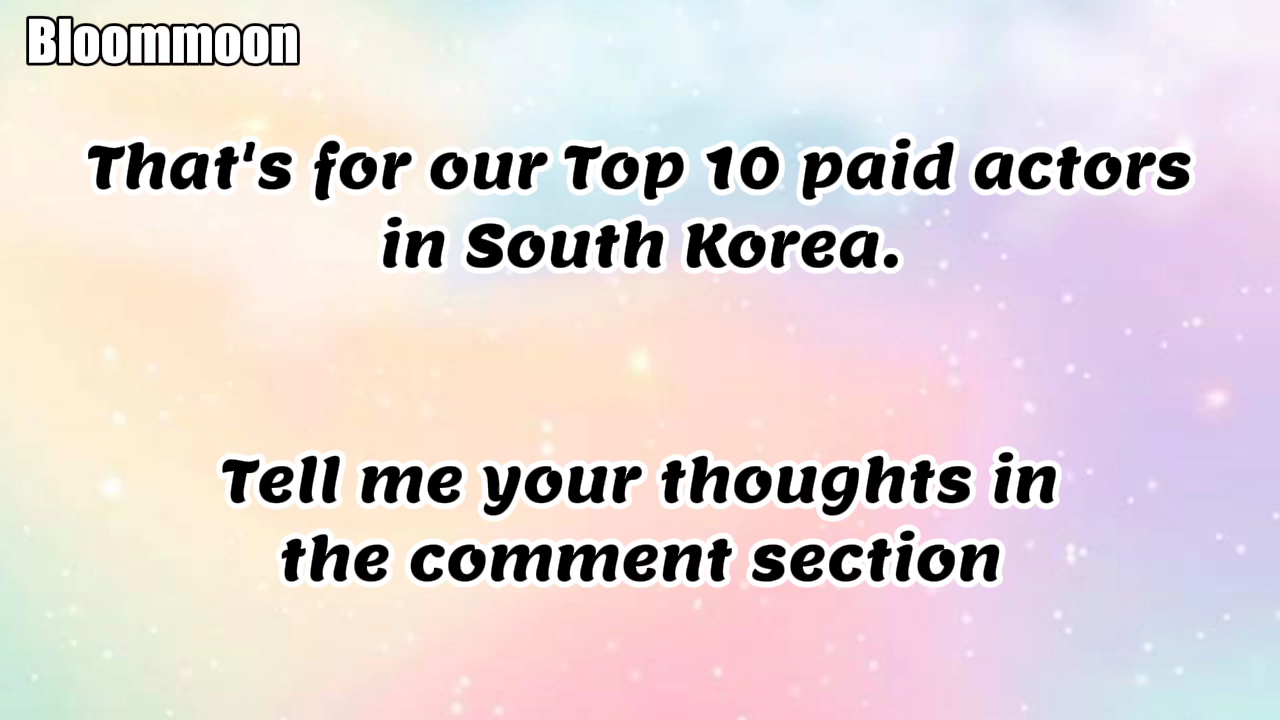 Bloommoon
That's for our Top 10 paid actors
in South Korea.
Tell me your thoughts in
the comment section